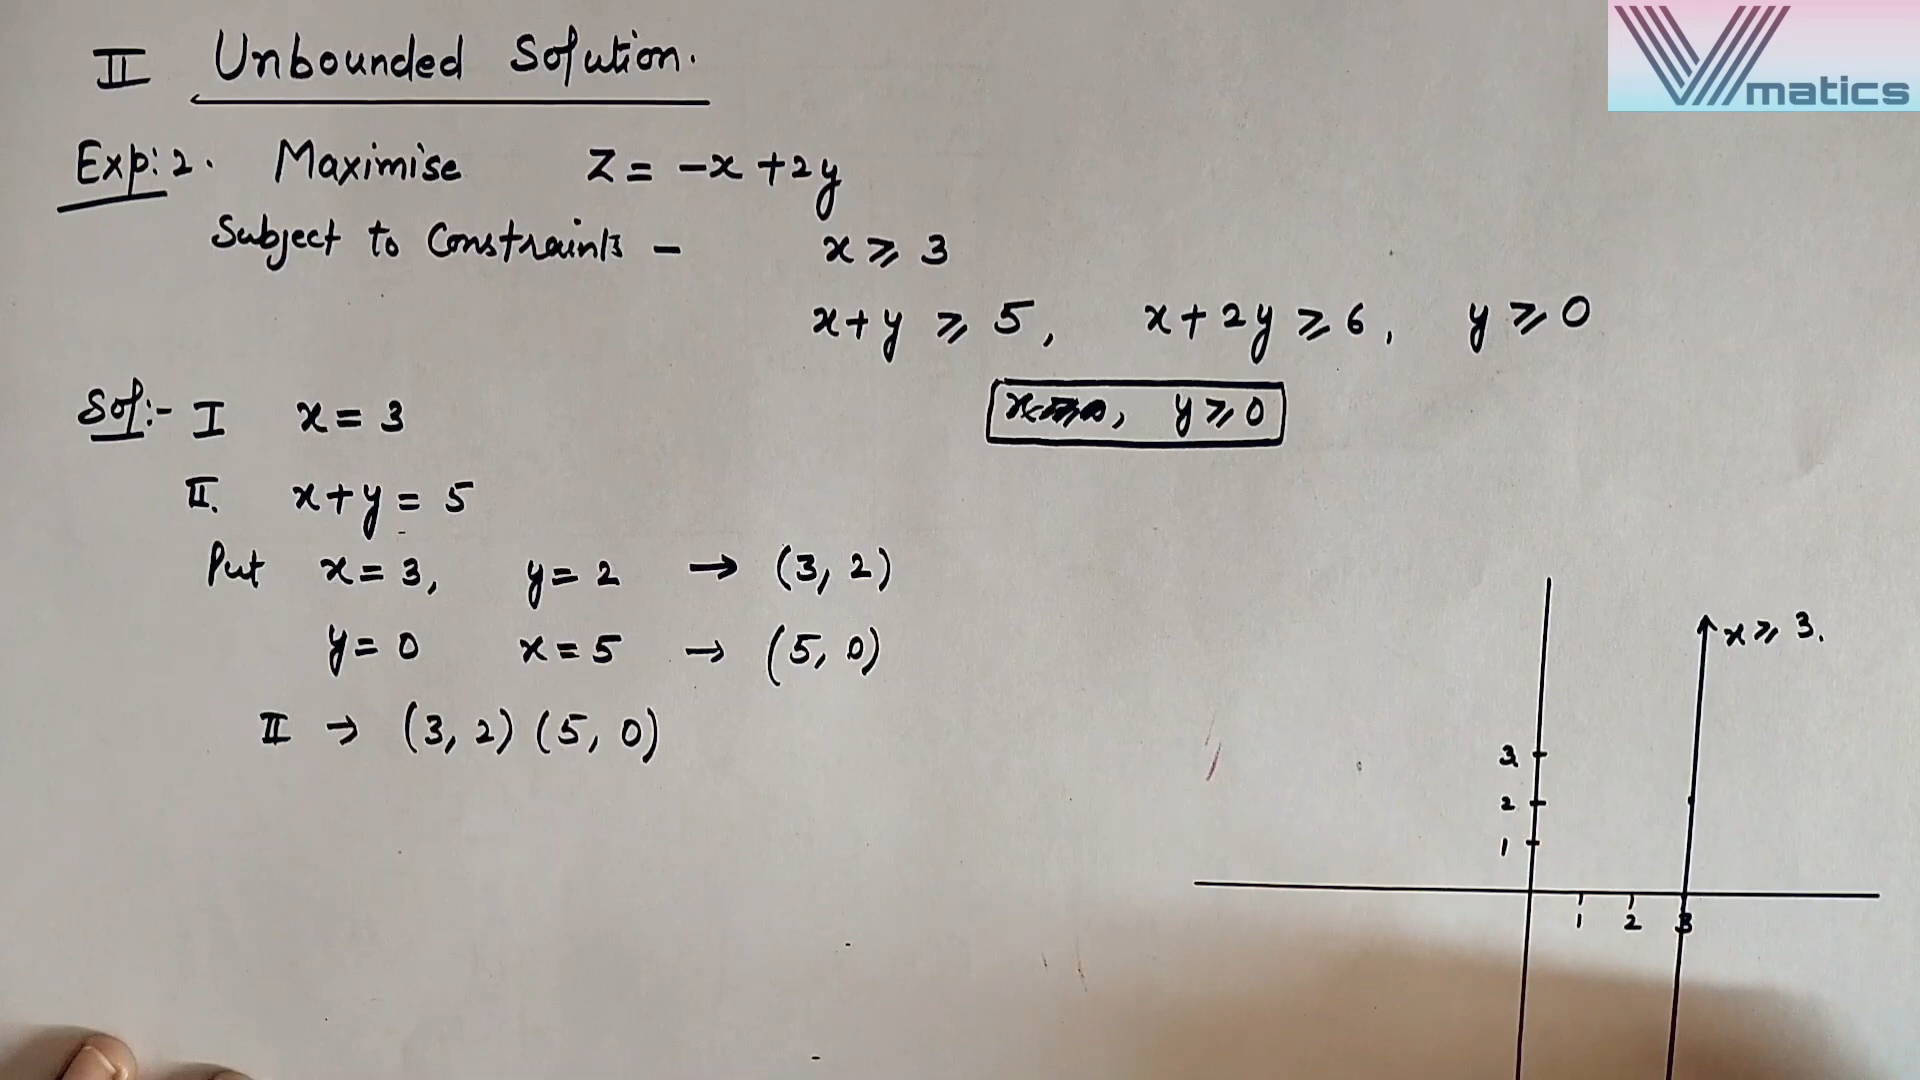 II Unbounded Solution.
Vmatics
Exp: 2. Maximise Z = -x + 2y
Subject to Constraints - x ⩾ 3
x + y ⩾ 5, x + 2y ⩾ 6, y ⩾ 0
Sol:- I x = 3
, y ⩾ 0
II. x + y = 5
Put x = 3, y = 2 → (3, 2)
y = 0 x = 5 → (5, 0)
II → (3, 2) (5, 0)
x ⩾ 3.
3
2
1
1 2 3